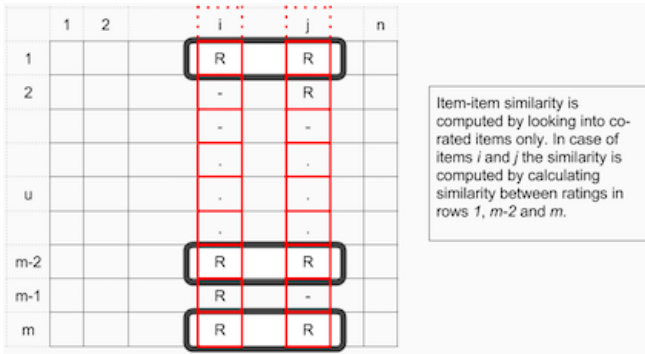 1 2 i j n
1 R R
2 - R
- -
. .
u . .
. .
m-2 R R
m-1 R -
m R R
Item-item similarity is
computed by looking into co-
rated items only. In case of
items i and j the similarity is
computed by calculating
similarity between ratings in
rows 1, m-2 and m.